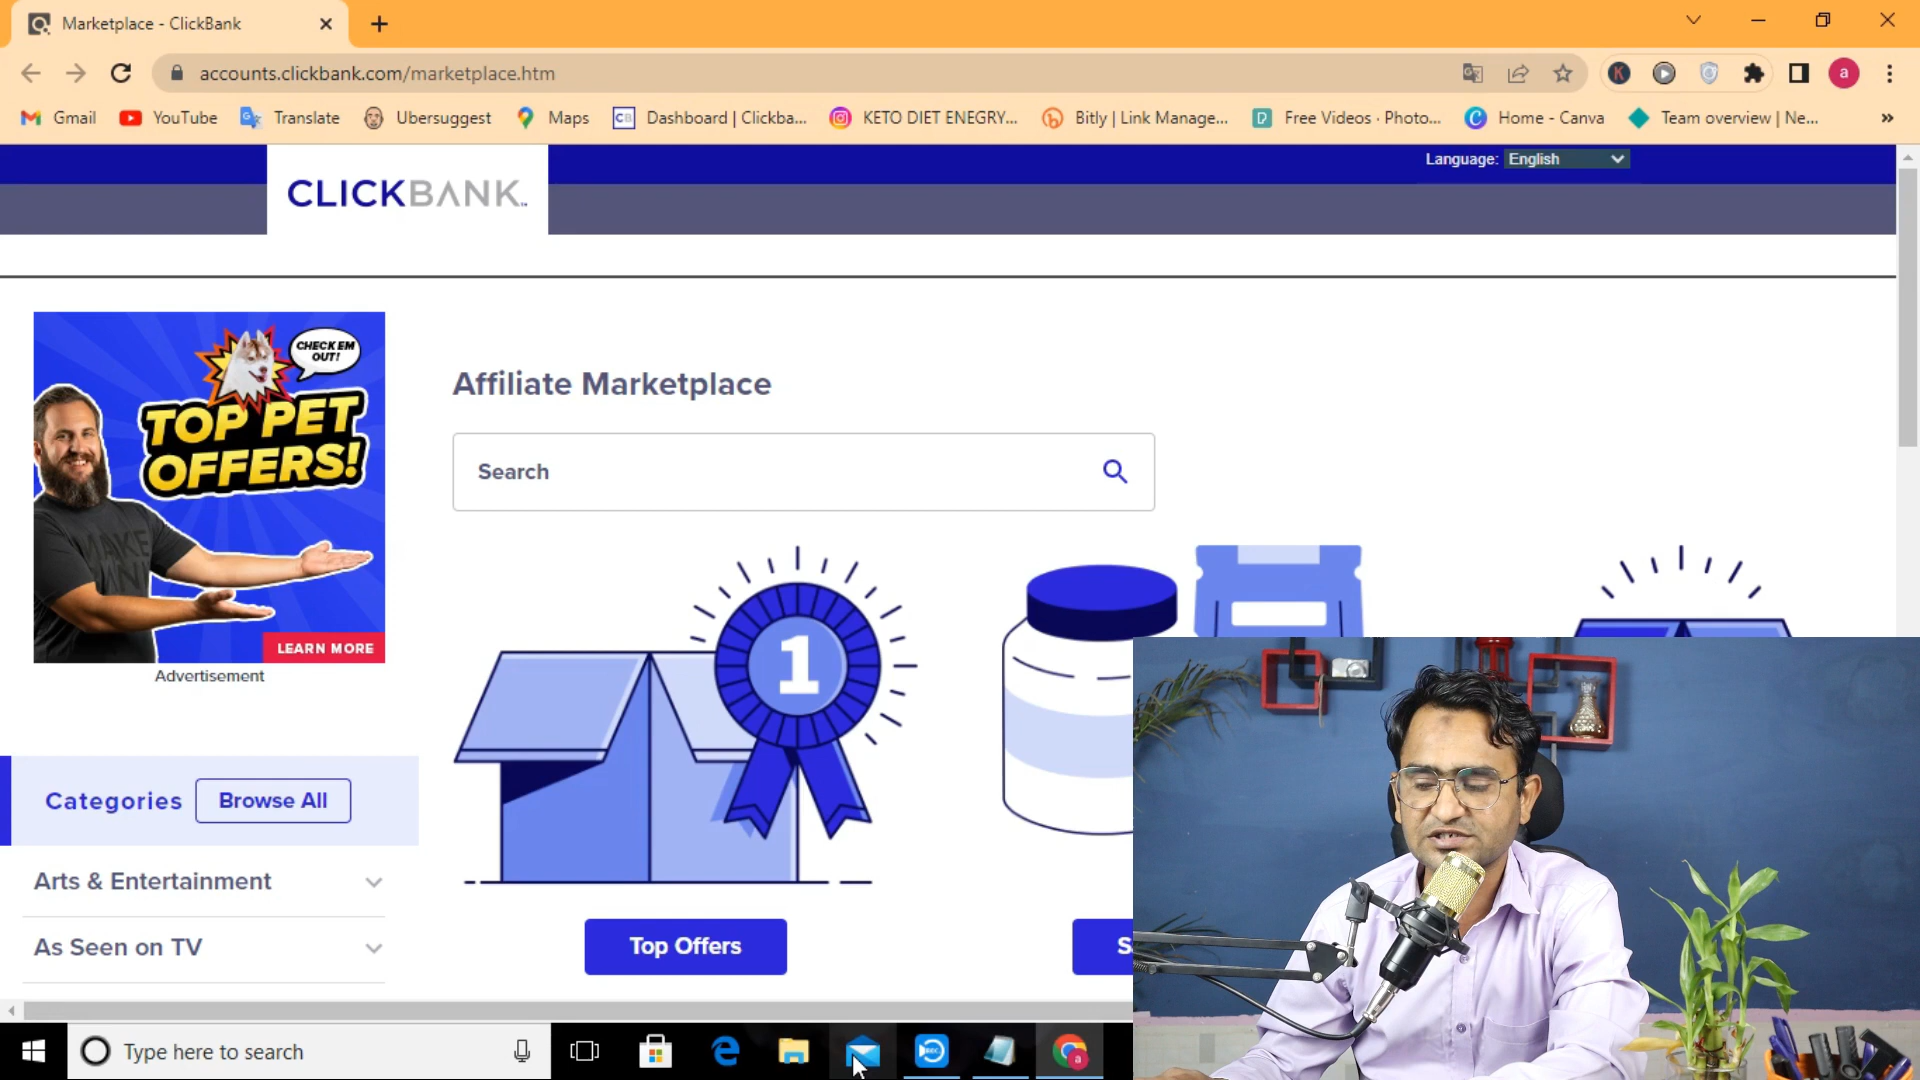 Marketplace - ClickBank
accounts.clickbank.com/marketplace.htm
a
Gmail
YouTube
Translate
Ubersuggest
Maps
CB
Dashboard | Clickba...
KETO DIET ENEGRY...
Bitly | Link Manage...
Free Videos · Photo...
Home - Canva
Team overview | Ne...
Language: English
CLICKBANK
CHECK EM
OUT!
TOP PET
OFFERS!
LEARN MORE
Advertisement
Affiliate Marketplace
Search
1
Categories
Browse All
Arts & Entertainment
As Seen on TV
Top Offers
S
Type here to search
REC
a